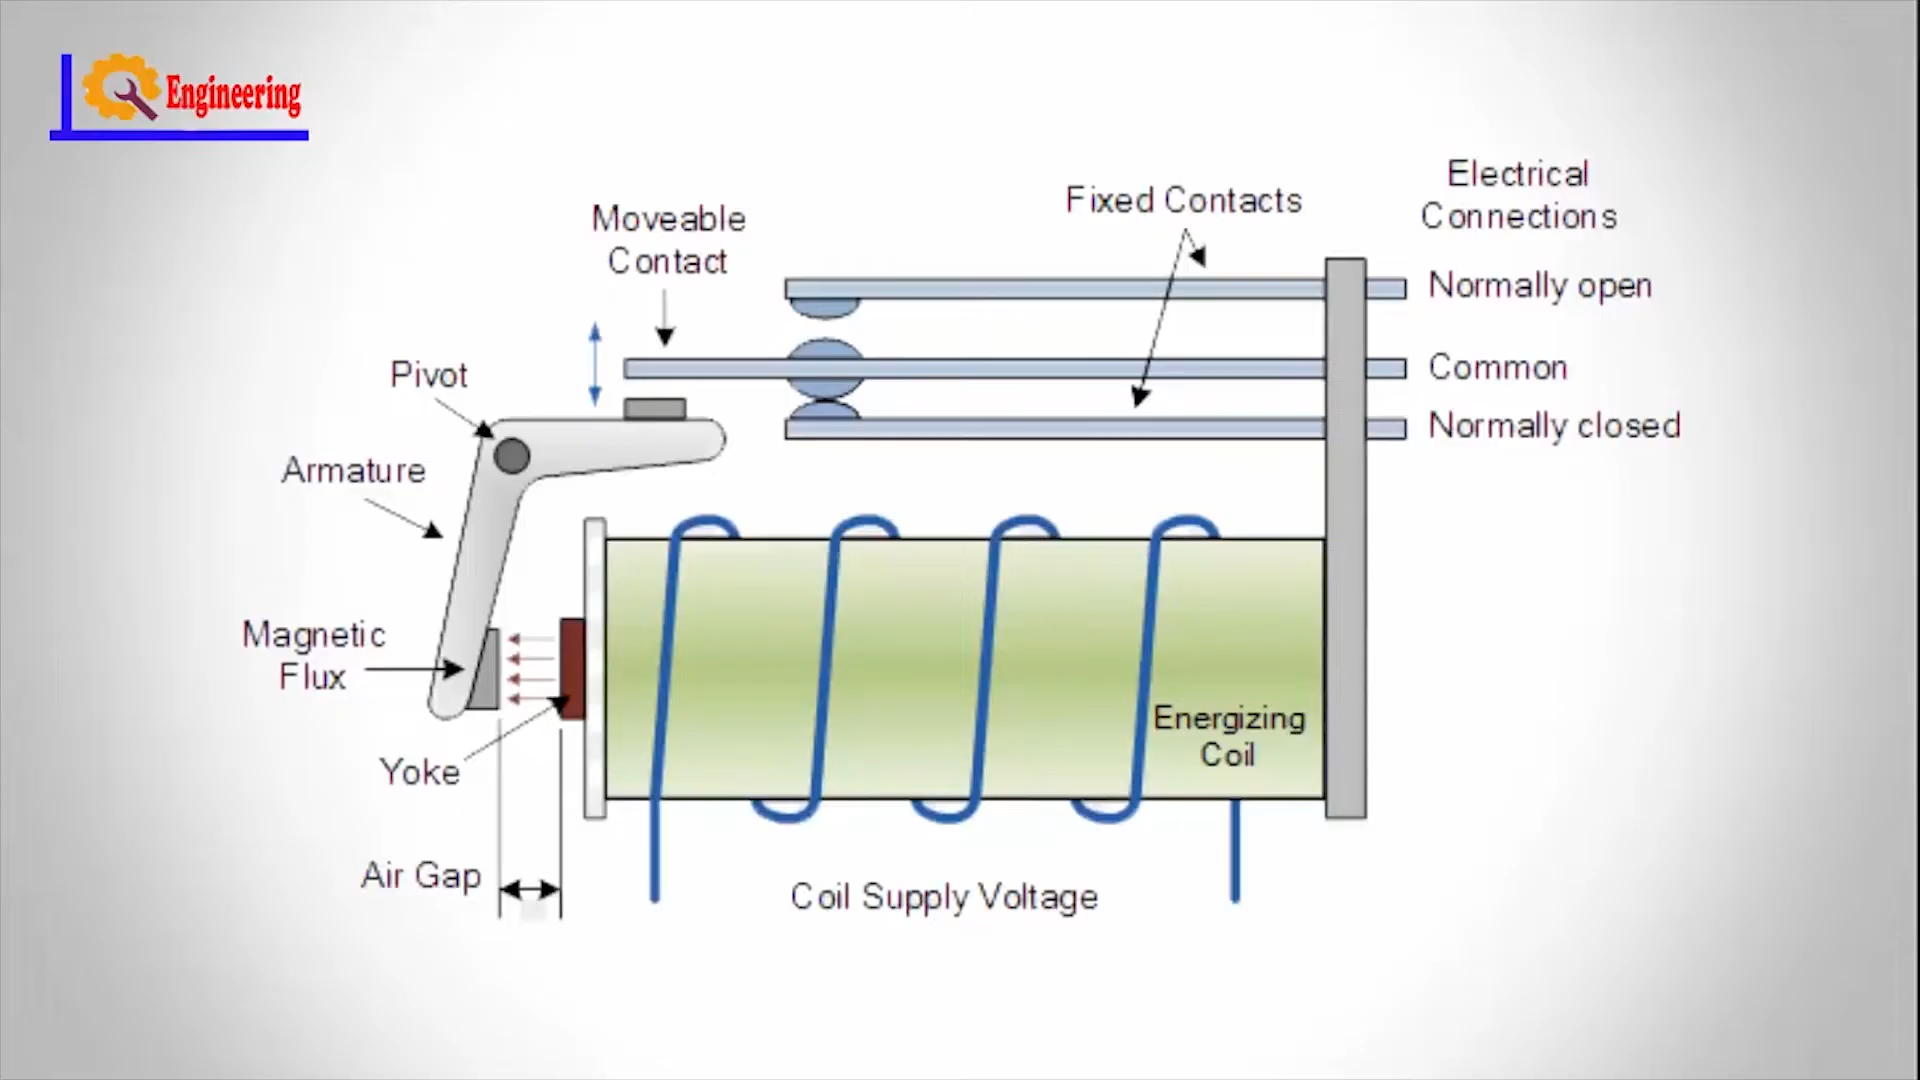 Engineering
Electrical
Connections
Fixed Contacts
Moveable
Contact
Normally open
Common
Normally closed
Pivot
Armature
Magnetic
Flux
Yoke
Energizing
Coil
Air Gap
Coil Supply Voltage